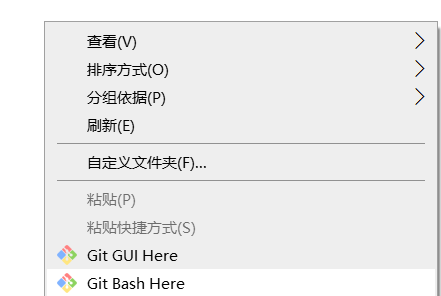 查看(V)
排序方式(O)
分组依据(P)
刷新(E)
自定义文件夹(F)...
粘贴(P)
粘贴快捷方式(S)
Git GUI Here
Git Bash Here